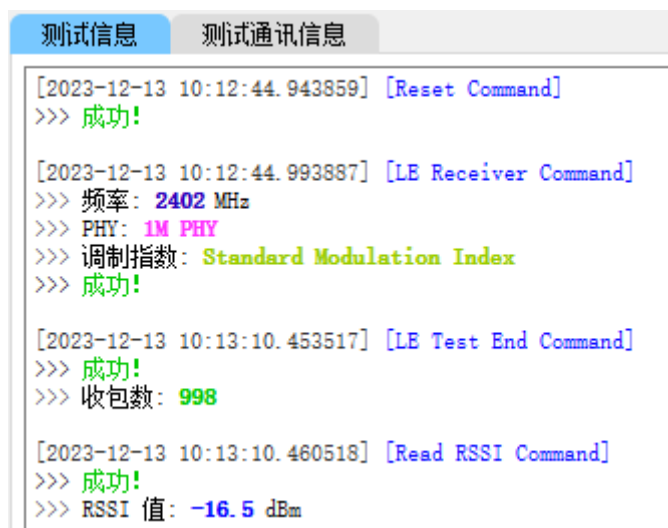 测试信息 测试通讯信息
[2023-12-13 10:12:44.943859] [Reset Command]
>>> 成功!
[2023-12-13 10:12:44.993887] [LE Receiver Command]
>>> 频率: 2402 MHz
>>> PHY: 1M PHY
>>> 调制指数: Standard Modulation Index
>>> 成功!
[2023-12-13 10:13:10.453517] [LE Test End Command]
>>> 成功!
>>> 收包数: 998
[2023-12-13 10:13:10.460518] [Read RSSI Command]
>>> 成功!
>>> RSSI 值: -16.5 dBm